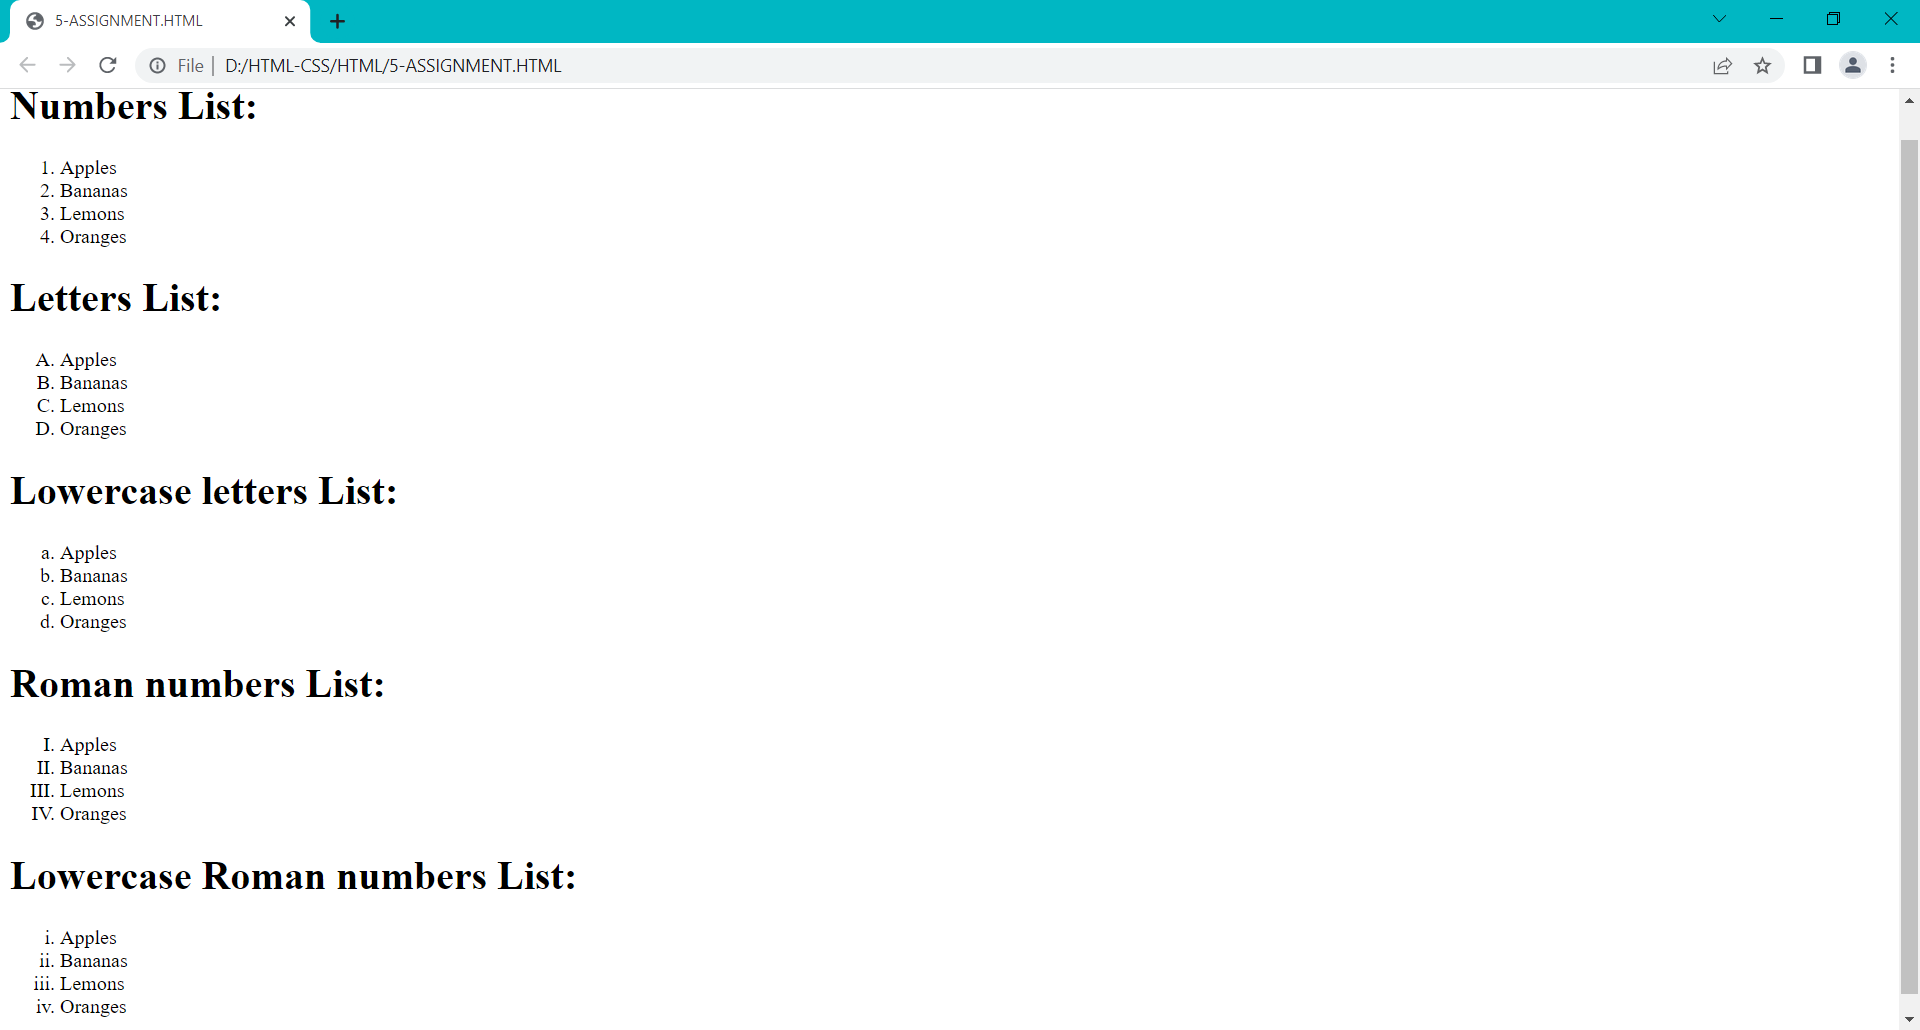 5-ASSIGNMENT.HTML
File | D:/HTML-CSS/HTML/5-ASSIGNMENT.HTML
Numbers List:
1. Apples
2. Bananas
3. Lemons
4. Oranges
Letters List:
A. Apples
B. Bananas
C. Lemons
D. Oranges
Lowercase letters List:
a. Apples
b. Bananas
c. Lemons
d. Oranges
Roman numbers List:
I. Apples
II. Bananas
III. Lemons
IV. Oranges
Lowercase Roman numbers List:
i. Apples
ii. Bananas
iii. Lemons
iv. Oranges